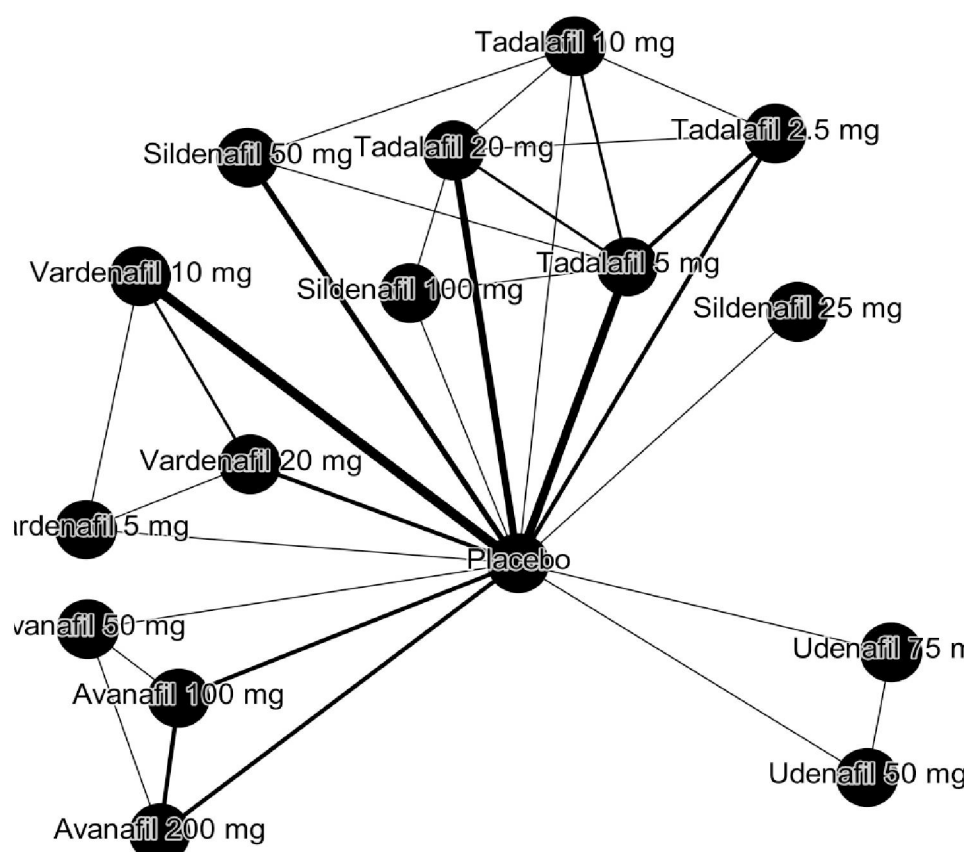 Tadalafil 10 mg
Tadalafil 2.5 mg
Sildenafil 50 mg
Tadalafil 20 mg
Tadalafil 5 mg
Vardenafil 10 mg
Sildenafil 100 mg
Sildenafil 25 mg
Vardenafil 20 mg
ardenafil 5 mg
Placebo
vanafil 50 mg
Udenafil 75 m
Avanafil 100 mg
Udenafil 50 mg
Avanafil 200 mg